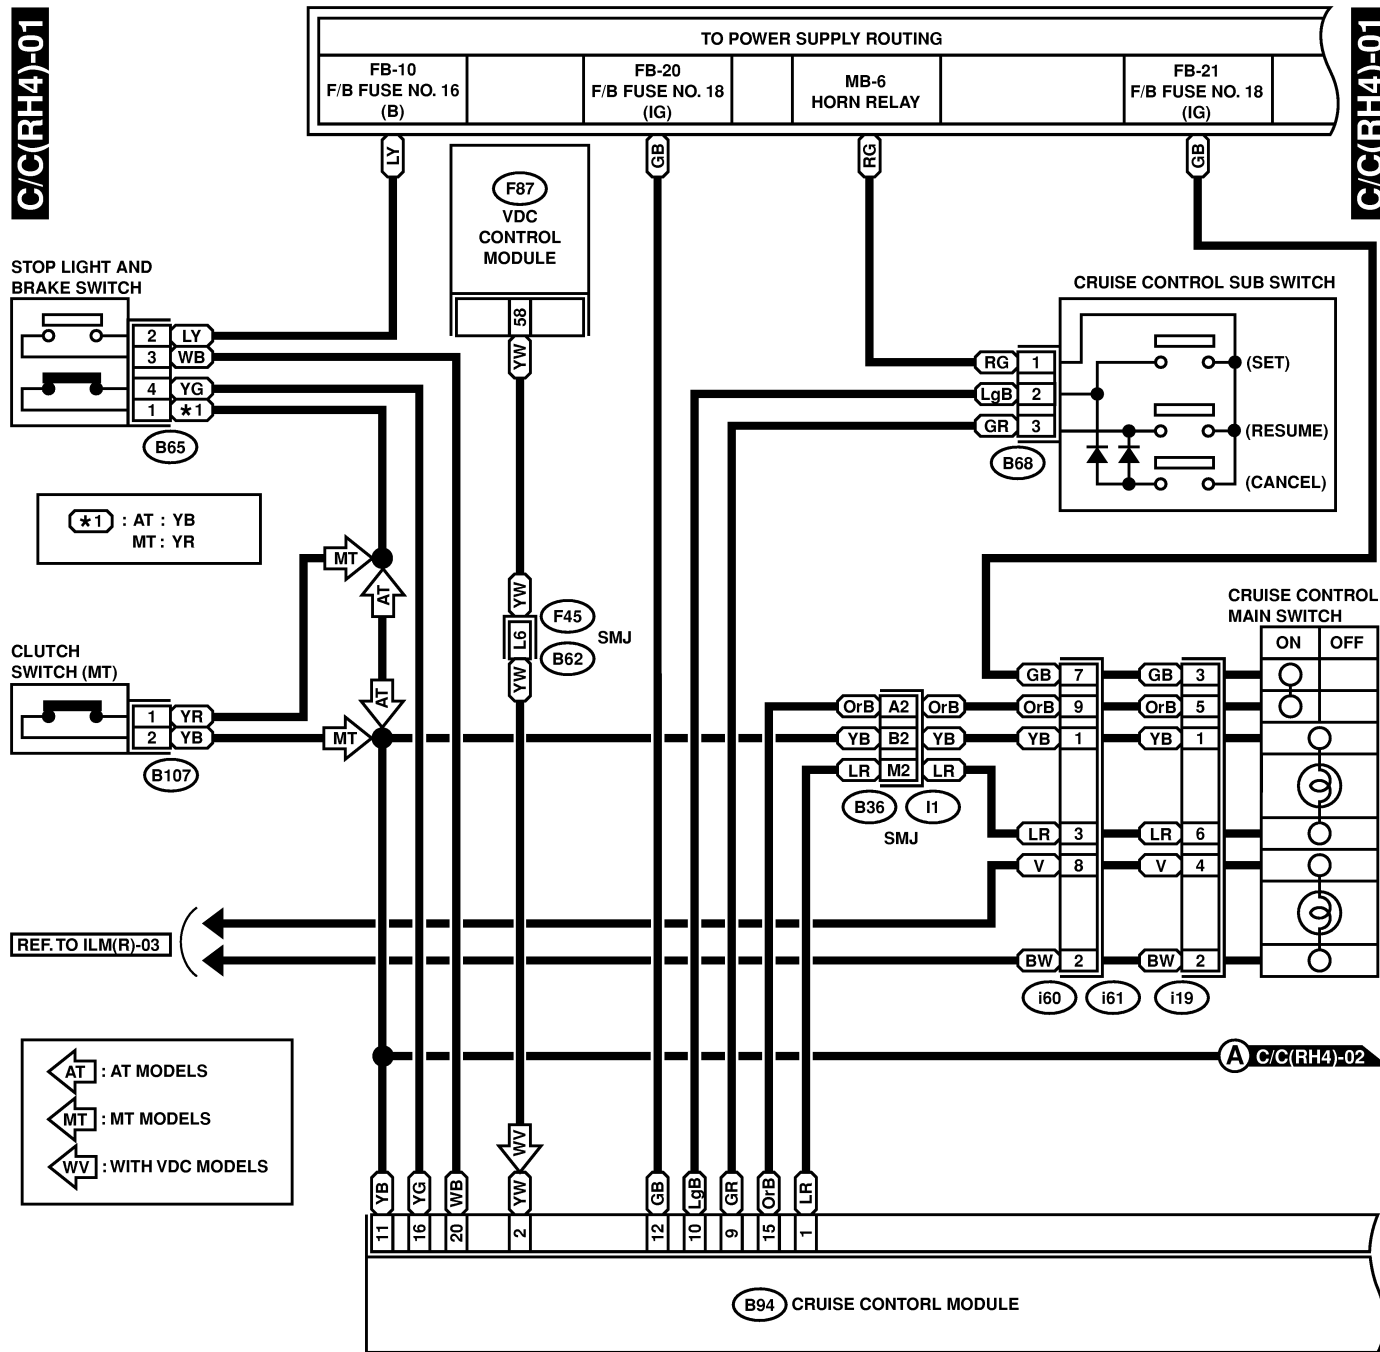 C/C(RH4)-01
C/C(RH4)-01
TO POWER SUPPLY ROUTING
FB-10
F/B FUSE NO. 16
(B)
FB-20
F/B FUSE NO. 18
(IG)
MB-6
HORN RELAY
FB-21
F/B FUSE NO. 18
(IG)
LY
GB
RG
GB
F87
VDC
CONTROL
MODULE
58
YW
STOP LIGHT AND
BRAKE SWITCH
2 LY
3 WB
4 YG
1 *1
B65
*1 : AT : YB
MT : YR
CRUISE CONTROL SUB SWITCH
RG 1
LgB 2
GR 3
B68
(SET)
(RESUME)
(CANCEL)
MT
AT
YW
L6
YW
F45
B62
SMJ
CLUTCH
SWITCH (MT)
1 YR
2 YB
B107
AT
MT
CRUISE CONTROL
MAIN SWITCH
ON OFF
GB 7 GB 3
OrB A2 OrB OrB 9 OrB 5
YB B2 YB YB 1 YB 1
LR M2 LR
B36 I1
SMJ
LR 3 LR 6
V 8 V 4
BW 2 BW 2
i60 i61 i19
REF. TO ILM(R)-03
A C/C(RH4)-02
AT : AT MODELS
MT : MT MODELS
WV : WITH VDC MODELS
WV
YB YG WB YW GB LgB GR OrB LR
11 16 20 2 12 10 9 15 1
B94 CRUISE CONTORL MODULE